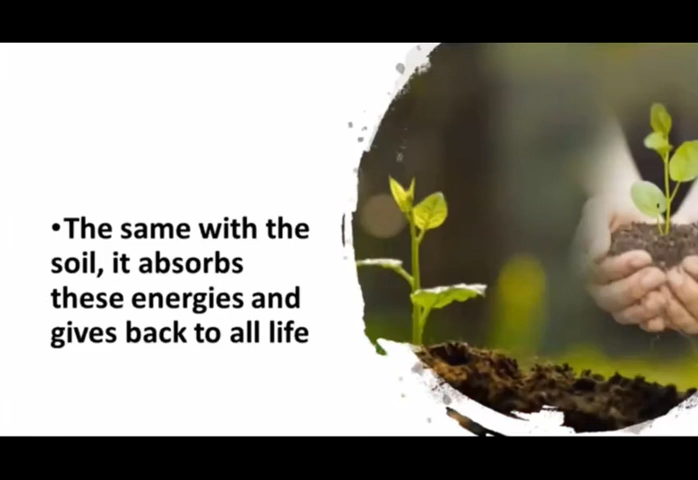 •The same with the
soil, it absorbs
these energies and
gives back to all life